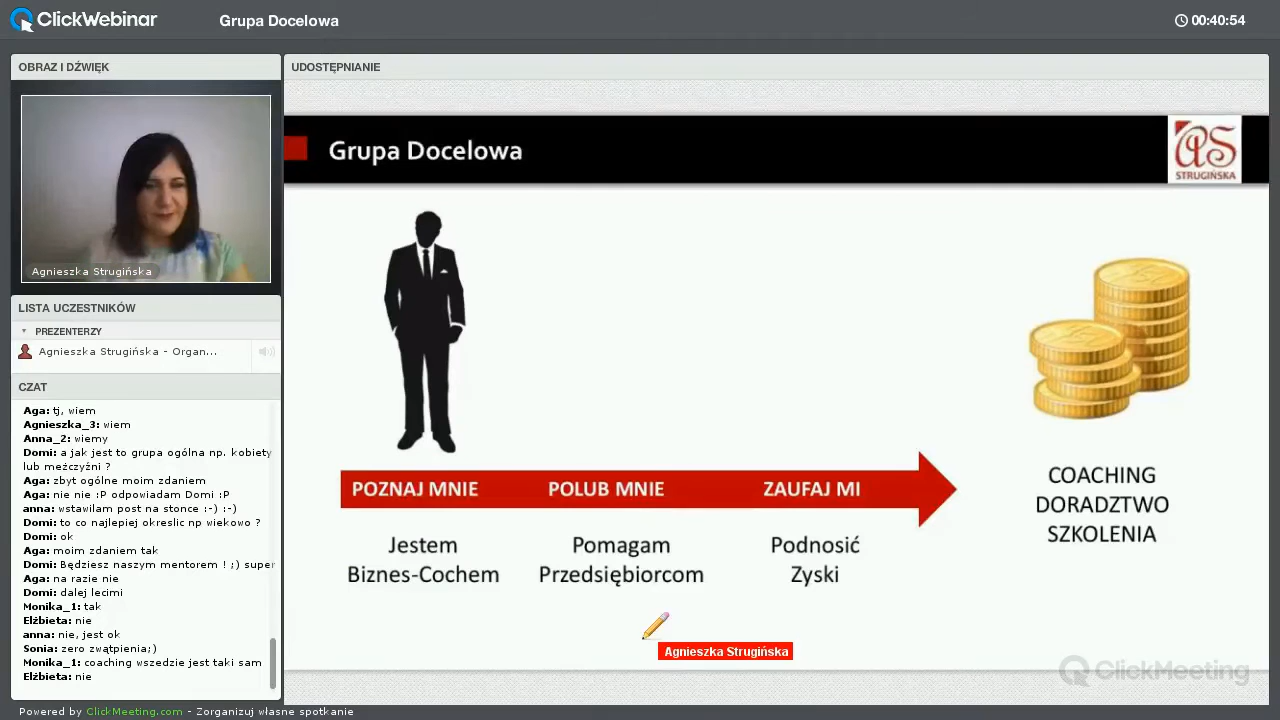 ClickWebinar
Grupa Docelowa
00:40:54
OBRAZ I DŹWIĘK
Agnieszka Strugińska
LISTA UCZESTNIKÓW
PREZENTERZY
Agnieszka Strugińska - Organ...
CZAT
Aga: tj, wiem
Agnieszka_3: wiem
Anna_2: wiemy
Domi: a jak jest to grupa ogólna np. kobiety
lub meżczyźni ?
Aga: zbyt ogólne moim zdaniem
Aga: nie nie :P odpowiadam Domi :P
anna: wstawilam post na stonce :-) :-)
Domi: to co najlepiej okreslic np wiekowo ?
Domi: ok
Aga: moim zdaniem tak
Domi: Będziesz naszym mentorem ! ;) super
Aga: na razie nie
Domi: dalej lecimi
Monika_1: tak
Elżbieta: nie
anna: nie, jest ok
Sonia: zero zwątpienia;)
Monika_1: coaching wszedzie jest taki sam
Elżbieta: nie
UDOSTĘPNIANIE
Grupa Docelowa
aS
STRUGIŃSKA
POZNAJ MNIE POLUB MNIE ZAUFAJ MI
Jestem Pomagam Podnosić
Biznes-Cochem Przedsiębiorcom Zyski
COACHING
DORADZTWO
SZKOLENIA
Agnieszka Strugińska
ClickMeeting
Powered by ClickMeeting.com - Zorganizuj własne spotkanie